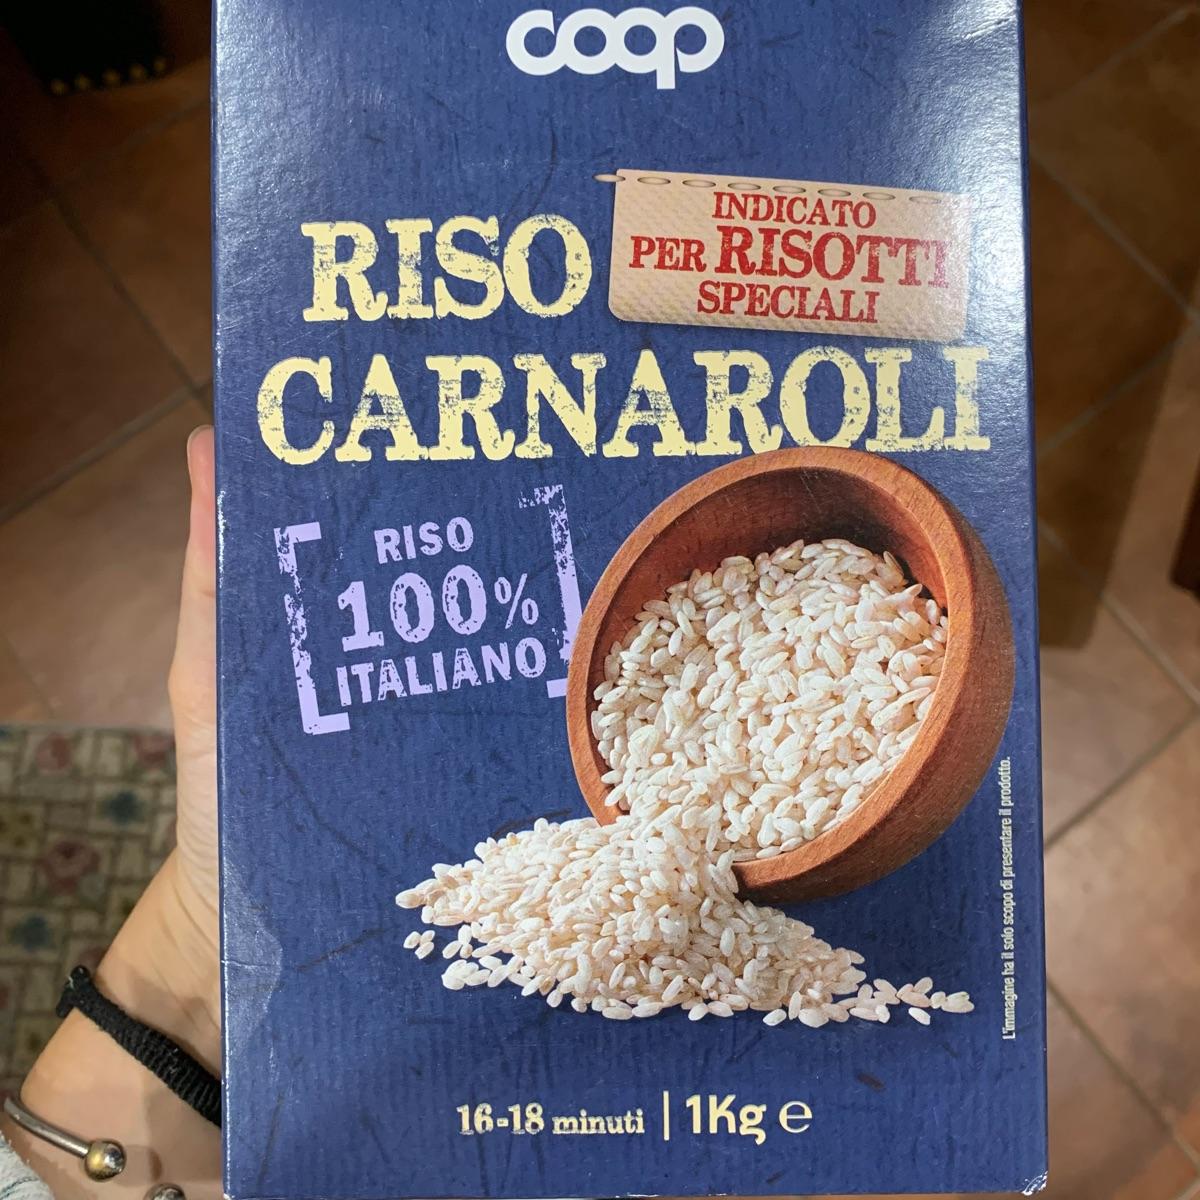 coop
INDICATO
PER RISOTTI
SPECIALI
RISO
CARNAROLI
RISO
100%
ITALIANO
L'immagine ha il solo scopo di presentare il prodotto.
16-18 minuti | 1Kg ℮